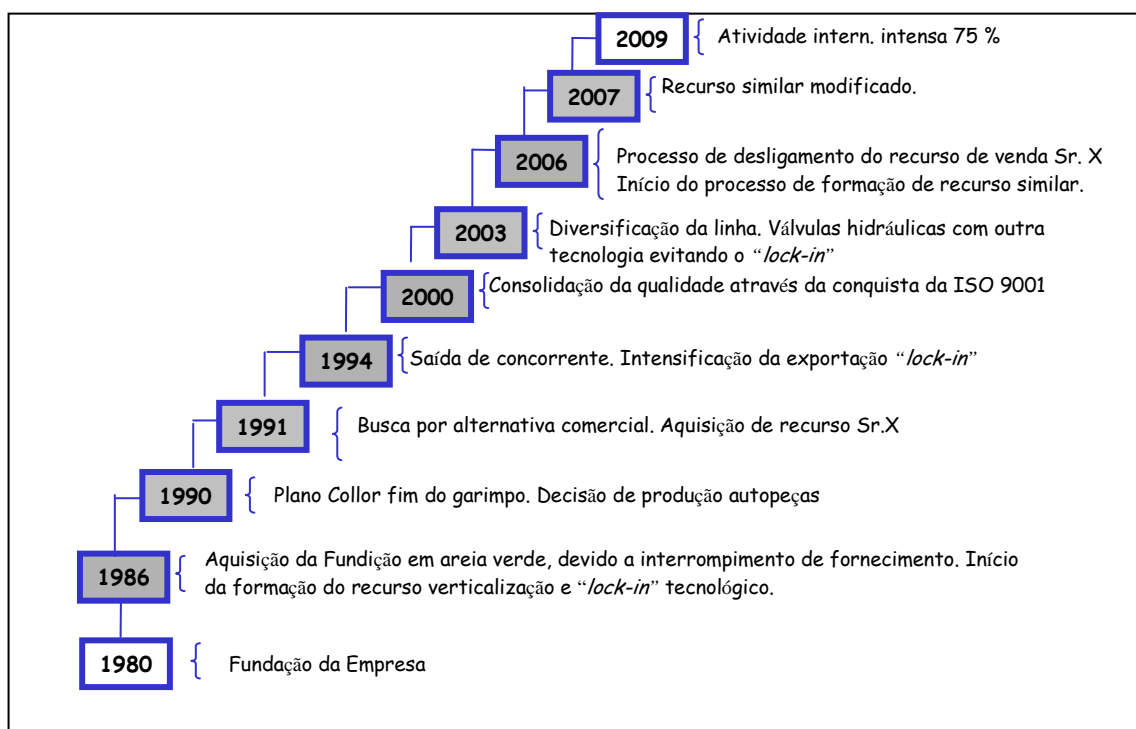 2009
Atividade intern. intensa 75 %
2007
Recurso similar modificado.
2006
Processo de desligamento do recurso de venda Sr. X
Início do processo de formação de recurso similar.
2003
Diversificação da linha. Válvulas hidráulicas com outra
tecnologia evitando o “lock-in”
2000
Consolidação da qualidade através da conquista da ISO 9001
1994
Saída de concorrente. Intensificação da exportação “lock-in”
1991
Busca por alternativa comercial. Aquisição de recurso Sr.X
1990
Plano Collor fim do garimpo. Decisão de produção autopeças
1986
Aquisição da Fundição em areia verde, devido a interrompimento de fornecimento. Início
da formação do recurso verticalização e “lock-in” tecnológico.
1980
Fundação da Empresa